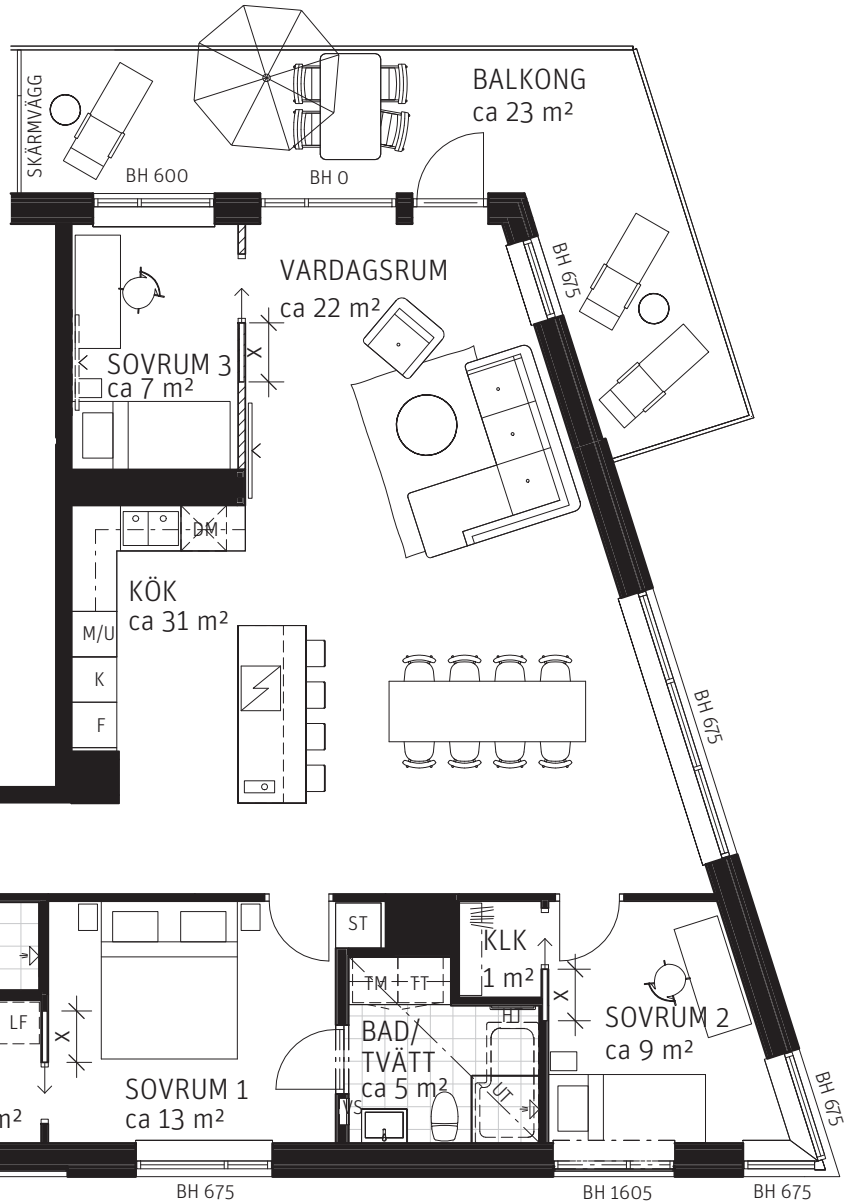 BALKONG
ca 23 m²
SKÄRMVÄGG
BH 600
BH 0
BH 675
VARDAGSRUM
ca 22 m²
X
SOVRUM 3
ca 7 m²
DM
KÖK
ca 31 m²
M/U
K
F
BH 675
ST
KLK
1 m²
TM
TT
LF
X
X
BAD/
TVÄTT
ca 5 m²
HT
SOVRUM 2
ca 9 m²
SOVRUM 1
ca 13 m²
VS
UT
m²
BH 675
BH 675
BH 1605
BH 675